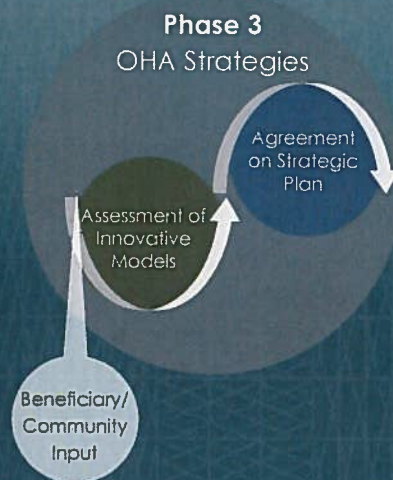 Phase 3
OHA Strategies
Agreement
on Strategic
Plan
Assessment of
Innovative
Models
Beneficiary/
Community
Input